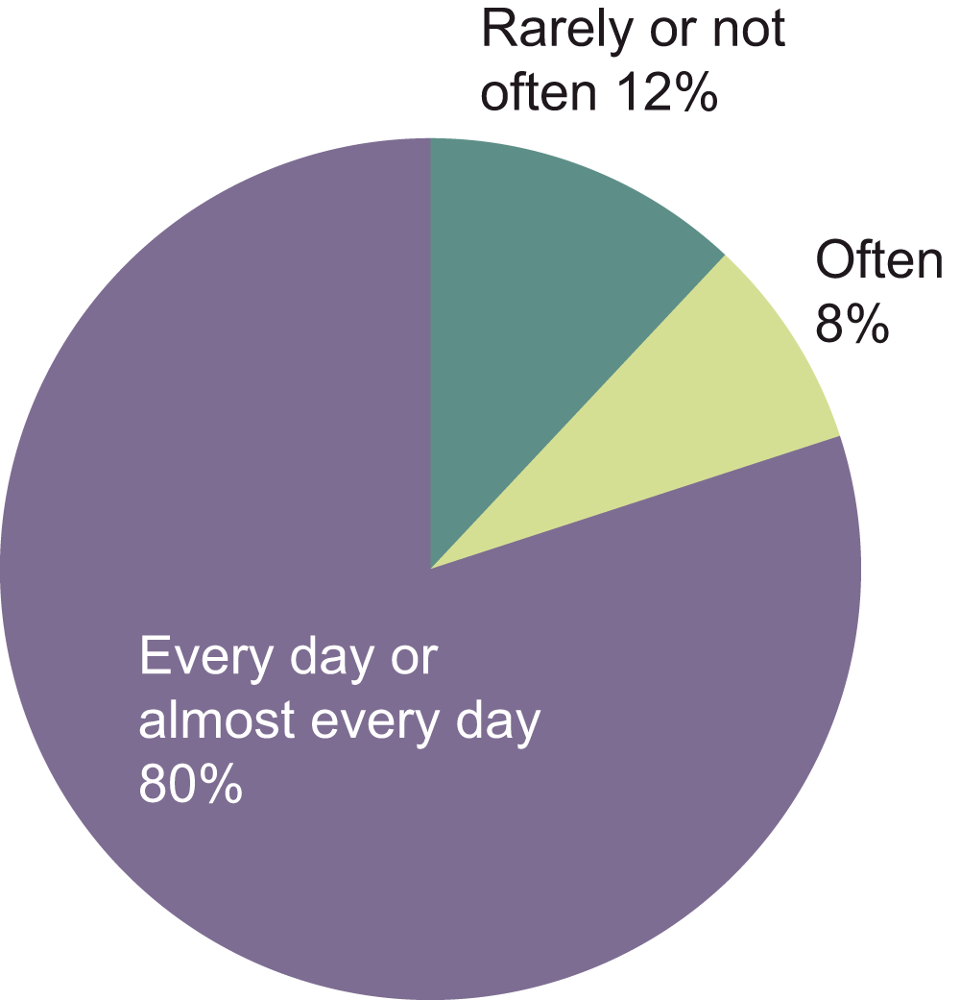 Rarely or not
often 12%
Often
8%
Every day or
almost every day
80%